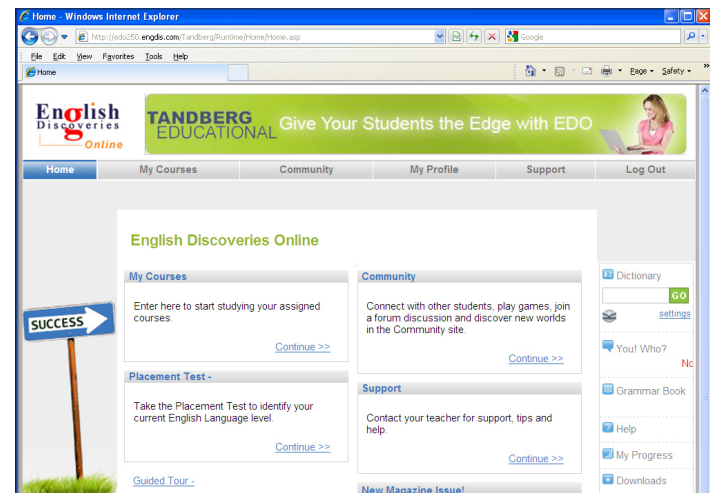 Home - Windows Internet Explorer
http://edo250.engdis.com/Tandberg/Runtime/Home/Home.asp
Google
File Edit View Favorites Tools Help
Home
Page Safety
English
Discoveries
Online
TANDBERG
EDUCATIONAL
Give Your Students the Edge with EDO
Home My Courses Community My Profile Support Log Out
English Discoveries Online
My Courses
Enter here to start studying your assigned
courses.
Continue >>
Placement Test -
Take the Placement Test to identify your
current English Language level.
Continue >>
Guided Tour -
Community
Connect with other students, play games, join
a forum discussion and discover new worlds
in the Community site.
Continue >>
Support
Contact your teacher for support, tips and
help.
Continue >>
New Magazine Issue!
Dictionary
GO
settings
You! Who?
No
Grammar Book
Help
My Progress
Downloads
SUCCESS